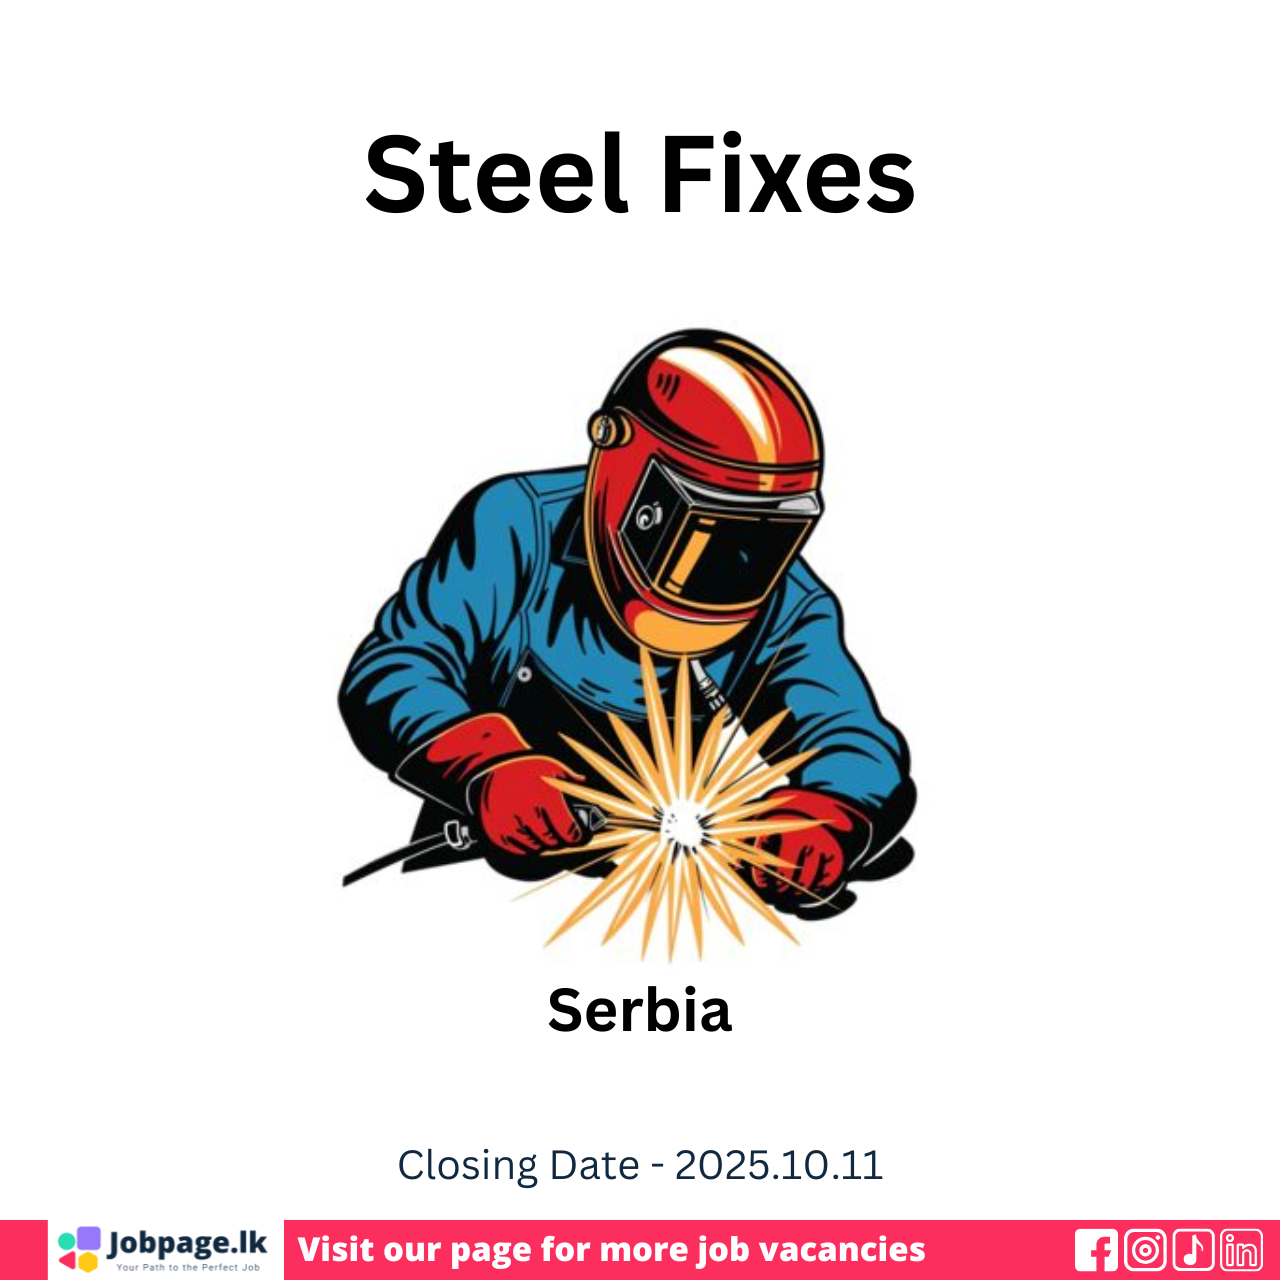 Steel Fixes
Serbia
Closing Date - 2025.10.11
Jobpage.lk
Your Path to the Perfect Job
Visit our page for more job vacancies